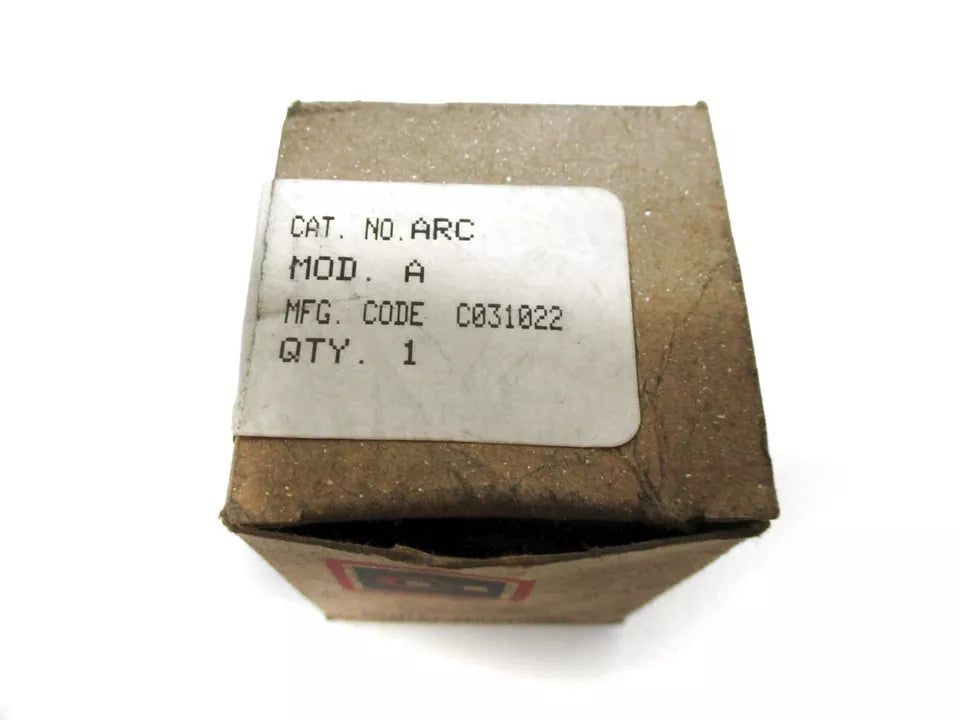 CAT. NO. ARC
MOD. A
MFG. CODE C031022
QTY. 1